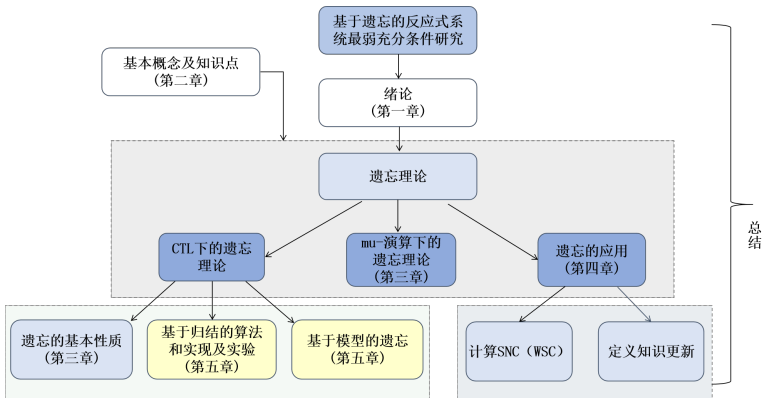 基于遗忘的反应式系
统最弱充分条件研究
基本概念及知识点
(第二章)
绪论
(第一章)
遗忘理论
CTL下的遗忘
理论
mu-演算下的
遗忘理论
(第三章)
遗忘的应用
(第四章)
总结
遗忘的基本性质
(第三章)
基于归结的算法
和实现及实验
(第五章)
基于模型的遗忘
(第五章)
计算SNC（WSC）
定义知识更新